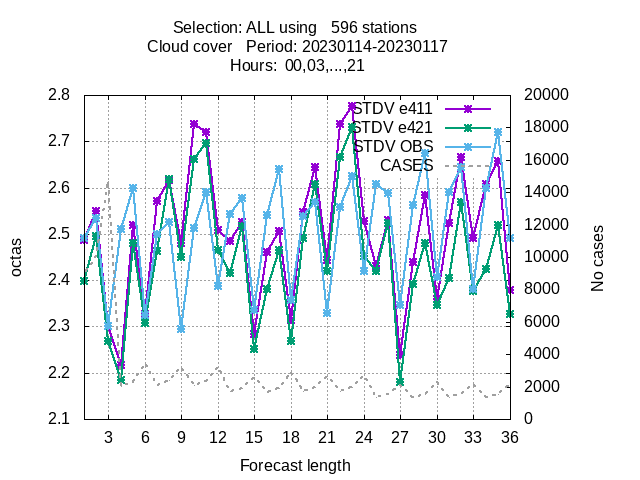 Selection: ALL using   596 stations
Cloud cover   Period: 20230114-20230117
Hours:  00,03,...,21
STDV e411
STDV e421
STDV OBS
CASES
2.8
2.7
2.6
2.5
2.4
2.3
2.2
2.1
20000
18000
16000
14000
12000
10000
8000
6000
4000
2000
0
octas
No cases
3 6 9 12 15 18 21 24 27 30 33 36
Forecast length